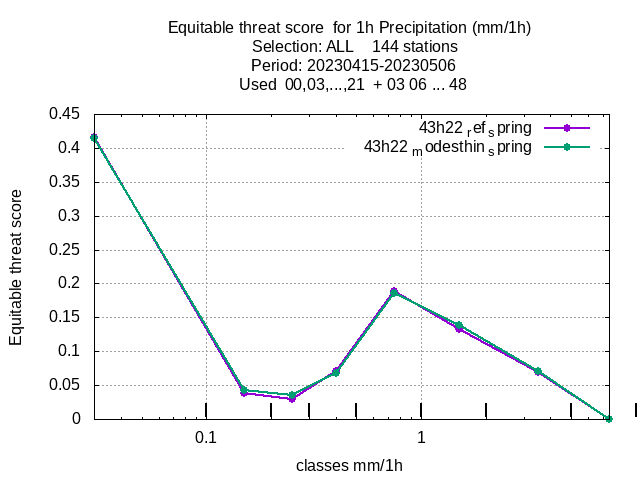 Equitable threat score for 1h Precipitation (mm/1h)
Selection: ALL 144 stations
Period: 20230415-20230506
Used 00,03,...,21 + 03 06 ... 48
43h22 ref spring
43h22 modesthin spring
Equitable threat score
0.45
0.4
0.35
0.3
0.25
0.2
0.15
0.1
0.05
0
0.1 1
classes mm/1h